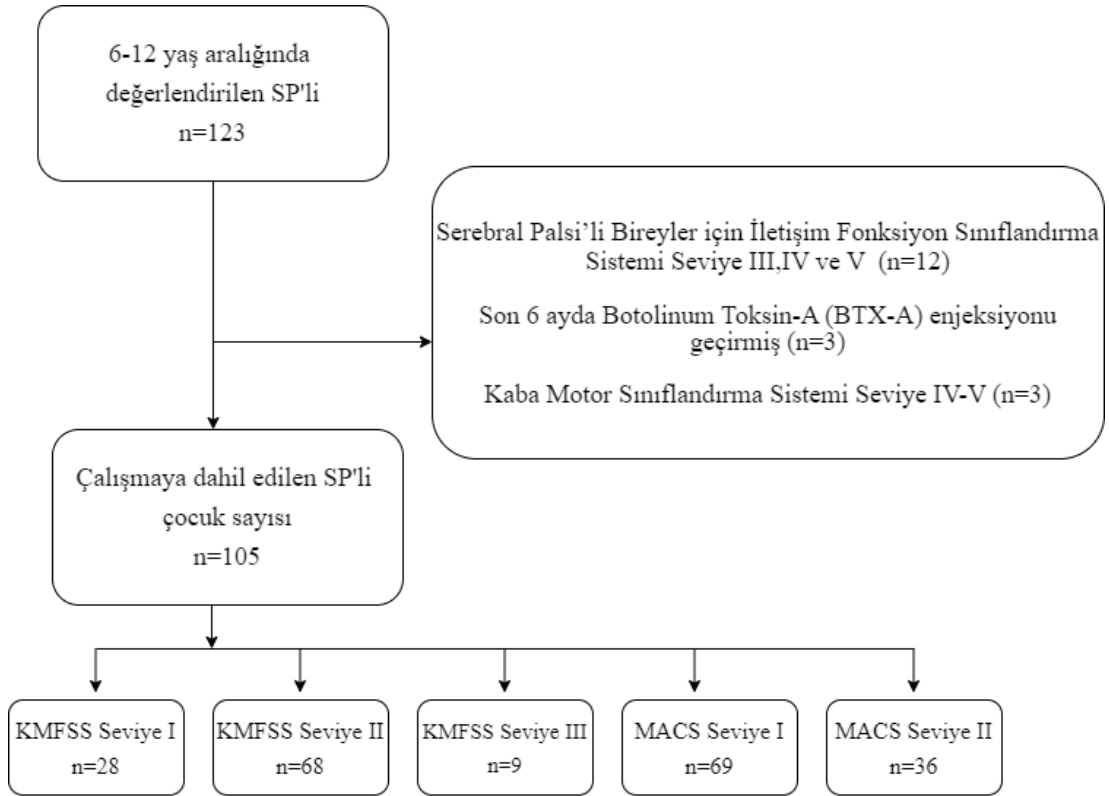 6-12 yaş aralığında
değerlendirilen SP'li
n=123
Serebral Palsi’li Bireyler için İletişim Fonksiyon Sınıflandırma
Sistemi Seviye III,IV ve V (n=12)
Son 6 ayda Botolinum Toksin-A (BTX-A) enjeksiyonu
geçirmiş (n=3)
Kaba Motor Sınıflandırma Sistemi Seviye IV-V (n=3)
Çalışmaya dahil edilen SP'li
çocuk sayısı
n=105
KMFSS Seviye I
n=28
KMFSS Seviye II
n=68
KMFSS Seviye III
n=9
MACS Seviye I
n=69
MACS Seviye II
n=36